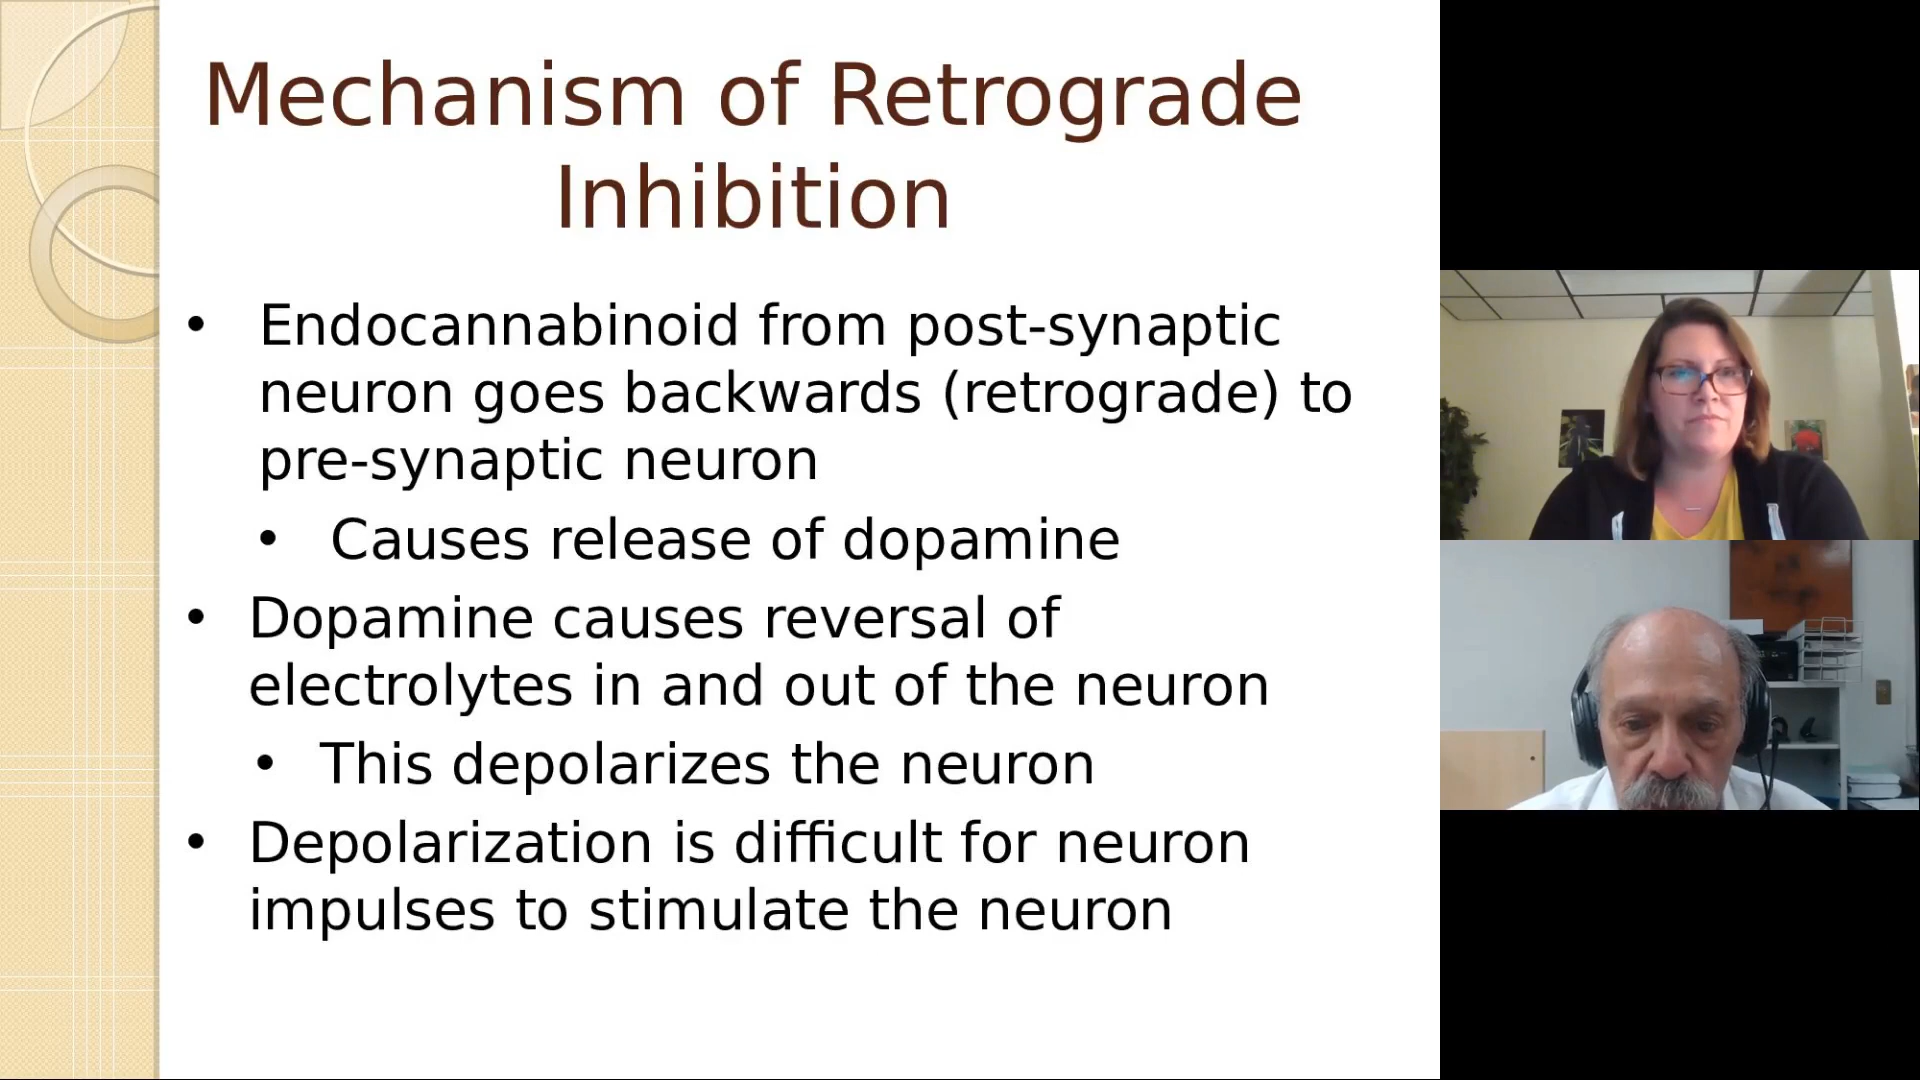 Mechanism of Retrograde
Inhibition
• Endocannabinoid from post-synaptic
neuron goes backwards (retrograde) to
pre-synaptic neuron
• Causes release of dopamine
• Dopamine causes reversal of
electrolytes in and out of the neuron
• This depolarizes the neuron
• Depolarization is difficult for neuron
impulses to stimulate the neuron